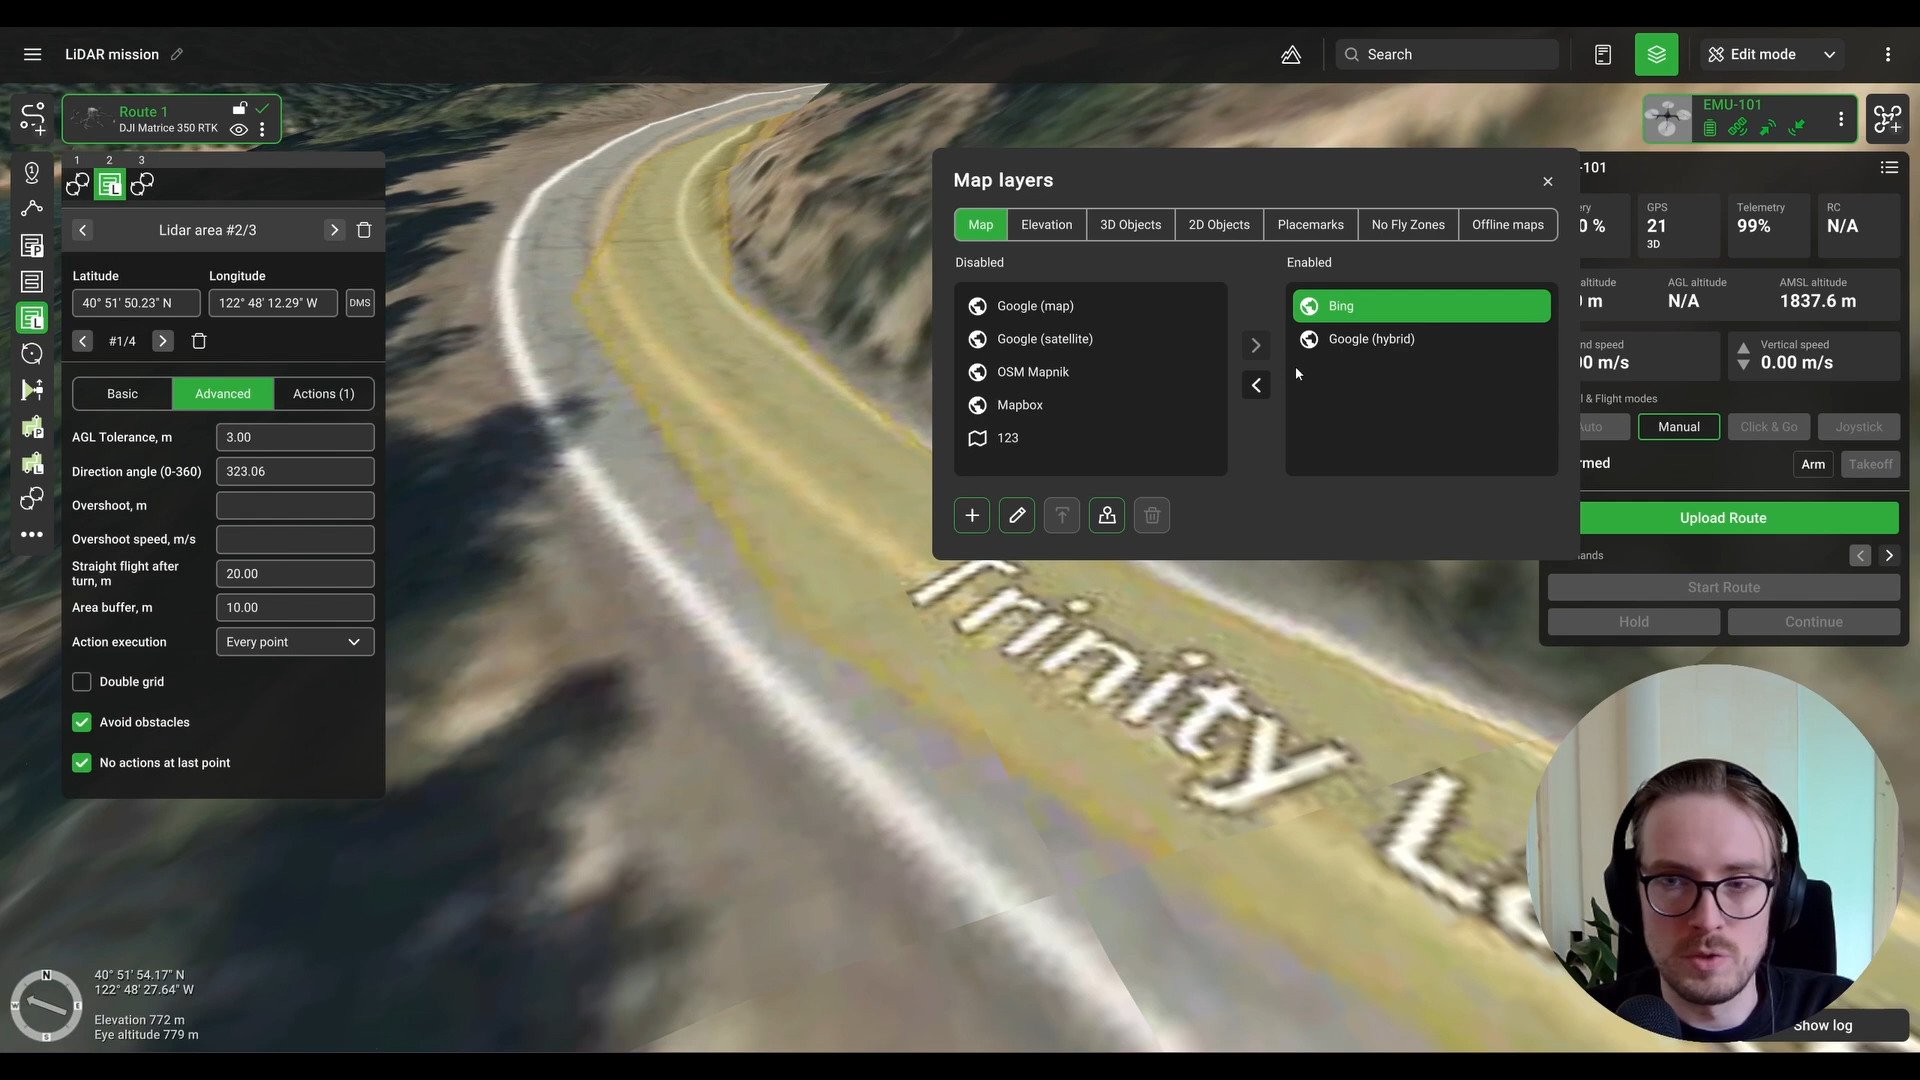 LiDAR mission
Search
Edit mode
Route 1
DJI Matrice 350 RTK
EMU-101
1 2 3
Lidar area #2/3
Latitude Longitude
40° 51' 50.23" N 122° 48' 12.29" W DMS
#1/4
Basic Advanced Actions (1)
AGL Tolerance, m 3.00
Direction angle (0-360) 323.06
Overshoot, m
Overshoot speed, m/s
Straight flight after
turn, m 20.00
Area buffer, m 10.00
Action execution Every point
Double grid
Avoid obstacles
No actions at last point
Map layers
Map Elevation 3D Objects 2D Objects Placemarks No Fly Zones Offline maps
Disabled Enabled
Google (map) Bing
Google (satellite) Google (hybrid)
OSM Mapnik
Mapbox
123
-101
GPS Telemetry RC
0 % 21 99% N/A
3D
altitude AGL altitude AMSL altitude
m N/A 1837.6 m
Vertical speed
m/s 0.00 m/s
& Flight modes
Auto Manual Click & Go Joystick
rmed Arm Takeoff
Upload Route
ands
Start Route
Hold Continue
Trinity
N
W E
S
40° 51' 54.17" N
122° 48' 27.64" W
Elevation 772 m
Eye altitude 779 m
Show log